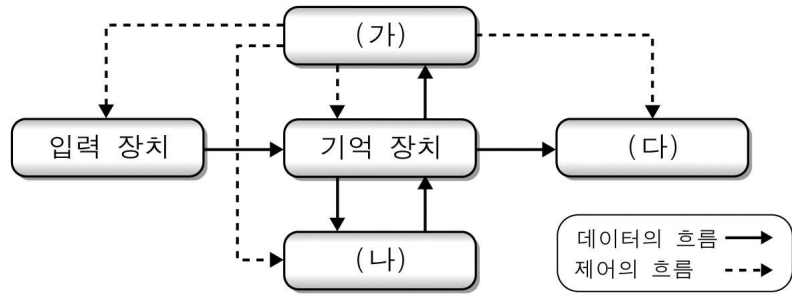 (가)
입력 장치
기억 장치
(다)
(나)
데이터의 흐름
제어의 흐름